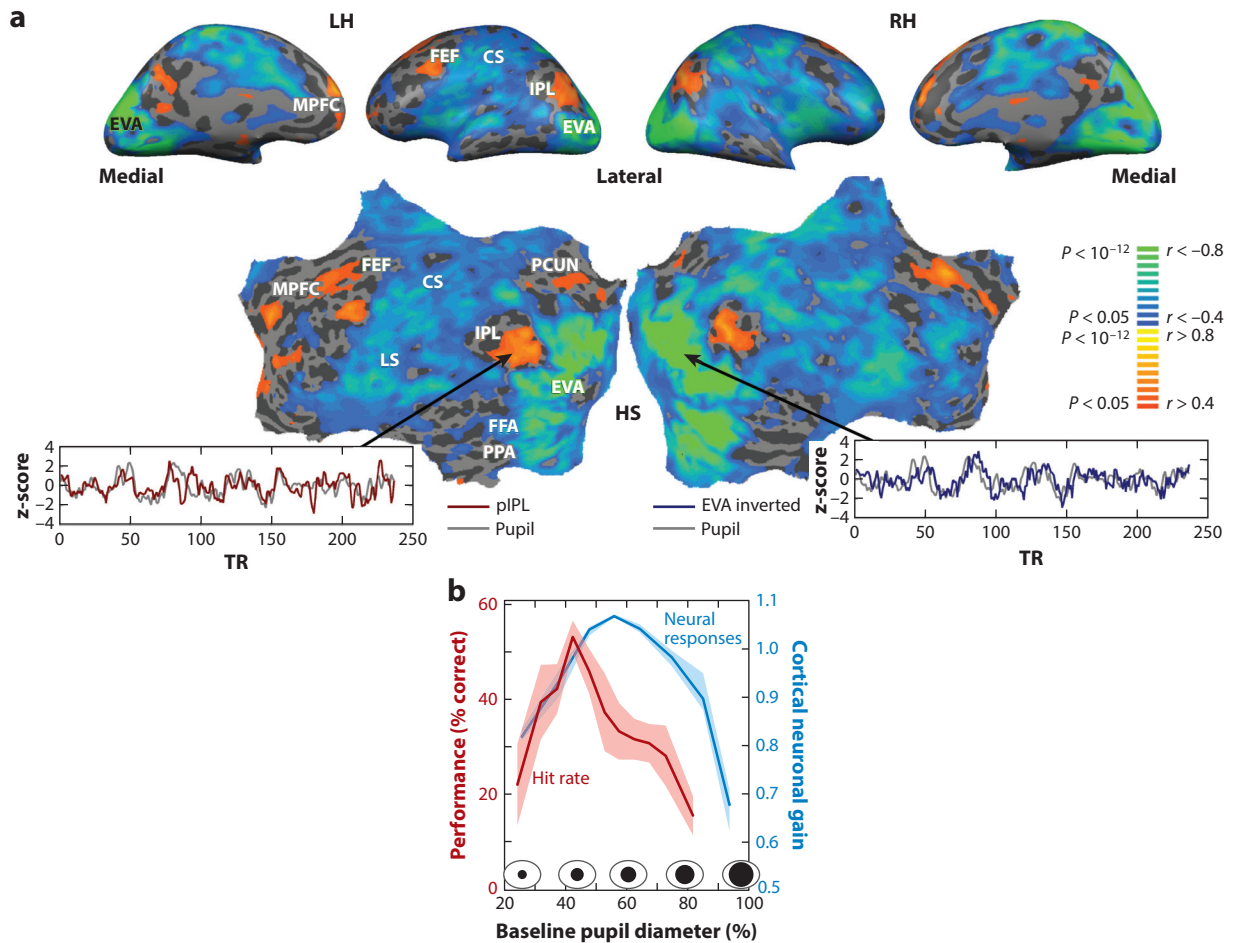 a
LH
RH
FEF
CS
IPL
MPFC
EVA
EVA
Medial
Lateral
Medial
FEF
MPFC
CS
PCUN
IPL
LS
EVA
FFA
PPA
HS
P < 10⁻¹² r < −0.8
P < 0.05 r < −0.4
P < 10⁻¹² r > 0.8
P < 0.05 r > 0.4
z-score
4
2
0
−2
−4
0 50 100 150 200 250
TR
pIPL
Pupil
EVA inverted
Pupil
z-score
4
2
0
−2
−4
0 50 100 150 200 250
TR
b
Performance (% correct)
60
40
20
0
Neural
responses
Hit rate
1.1
1.0
0.9
0.8
0.7
0.6
0.5
Cortical neuronal
gain
20 40 60 80 100
Baseline pupil diameter (%)